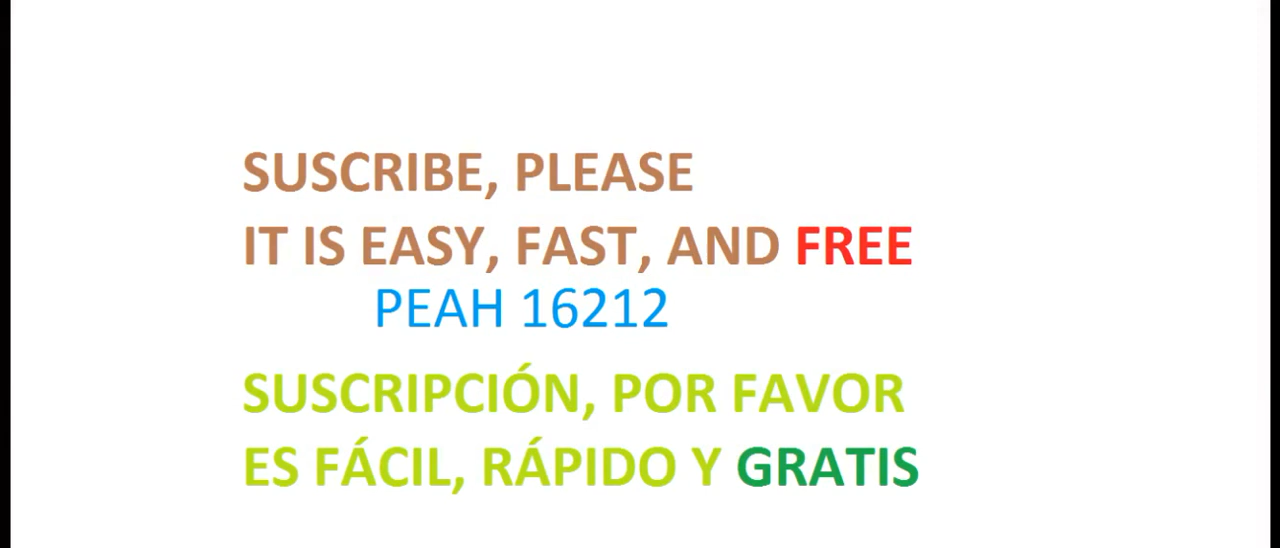 SUSCRIBE, PLEASE
IT IS EASY, FAST, AND FREE
PEAH 16212
SUSCRIPCIÓN, POR FAVOR
ES FÁCIL, RÁPIDO Y GRATIS